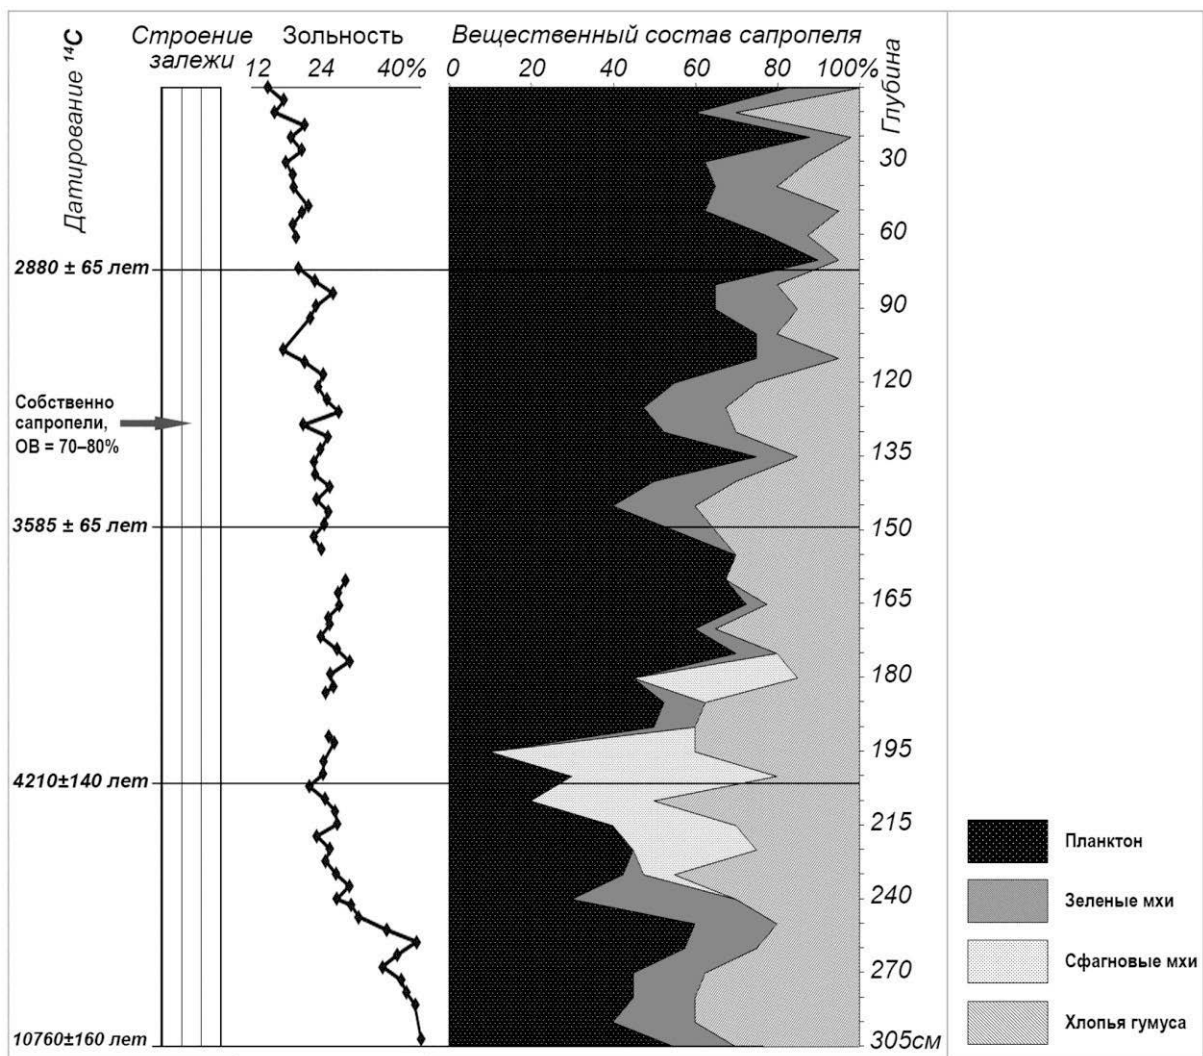 Датирование ¹⁴C
Строение
залежи
Зольность
12 24 40%
Вещественный состав сапропеля
0 20 40 60 80 100%
Глубина
30
60
2880 ± 65 лет
90
120
Собственно
сапропели,
ОВ = 70–80%
135
3585 ± 65 лет
150
165
180
195
4210±140 лет
215
240
270
10760±160 лет
305см
Планктон
Зеленые мхи
Сфагновые мхи
Хлопья гумуса